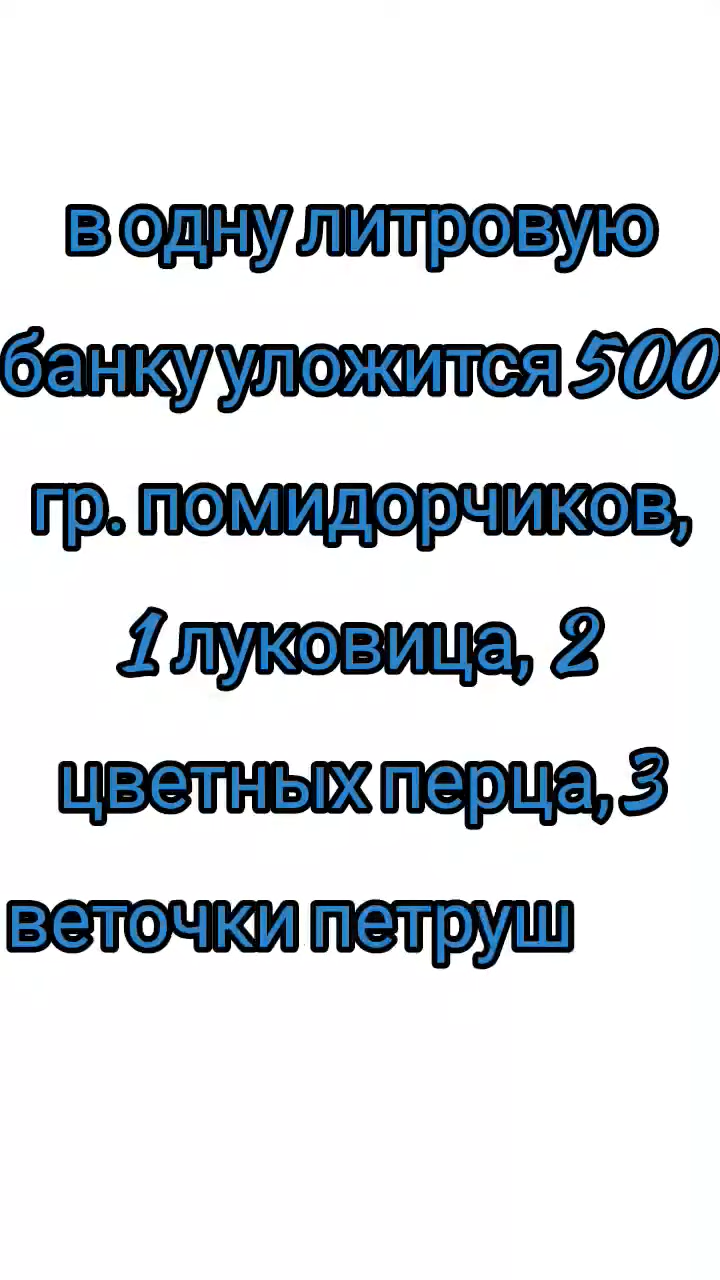 в одну литровую
банку уложится 500
гр. помидорчиков,
1 луковица, 2
цветных перца, 3
веточки петруш